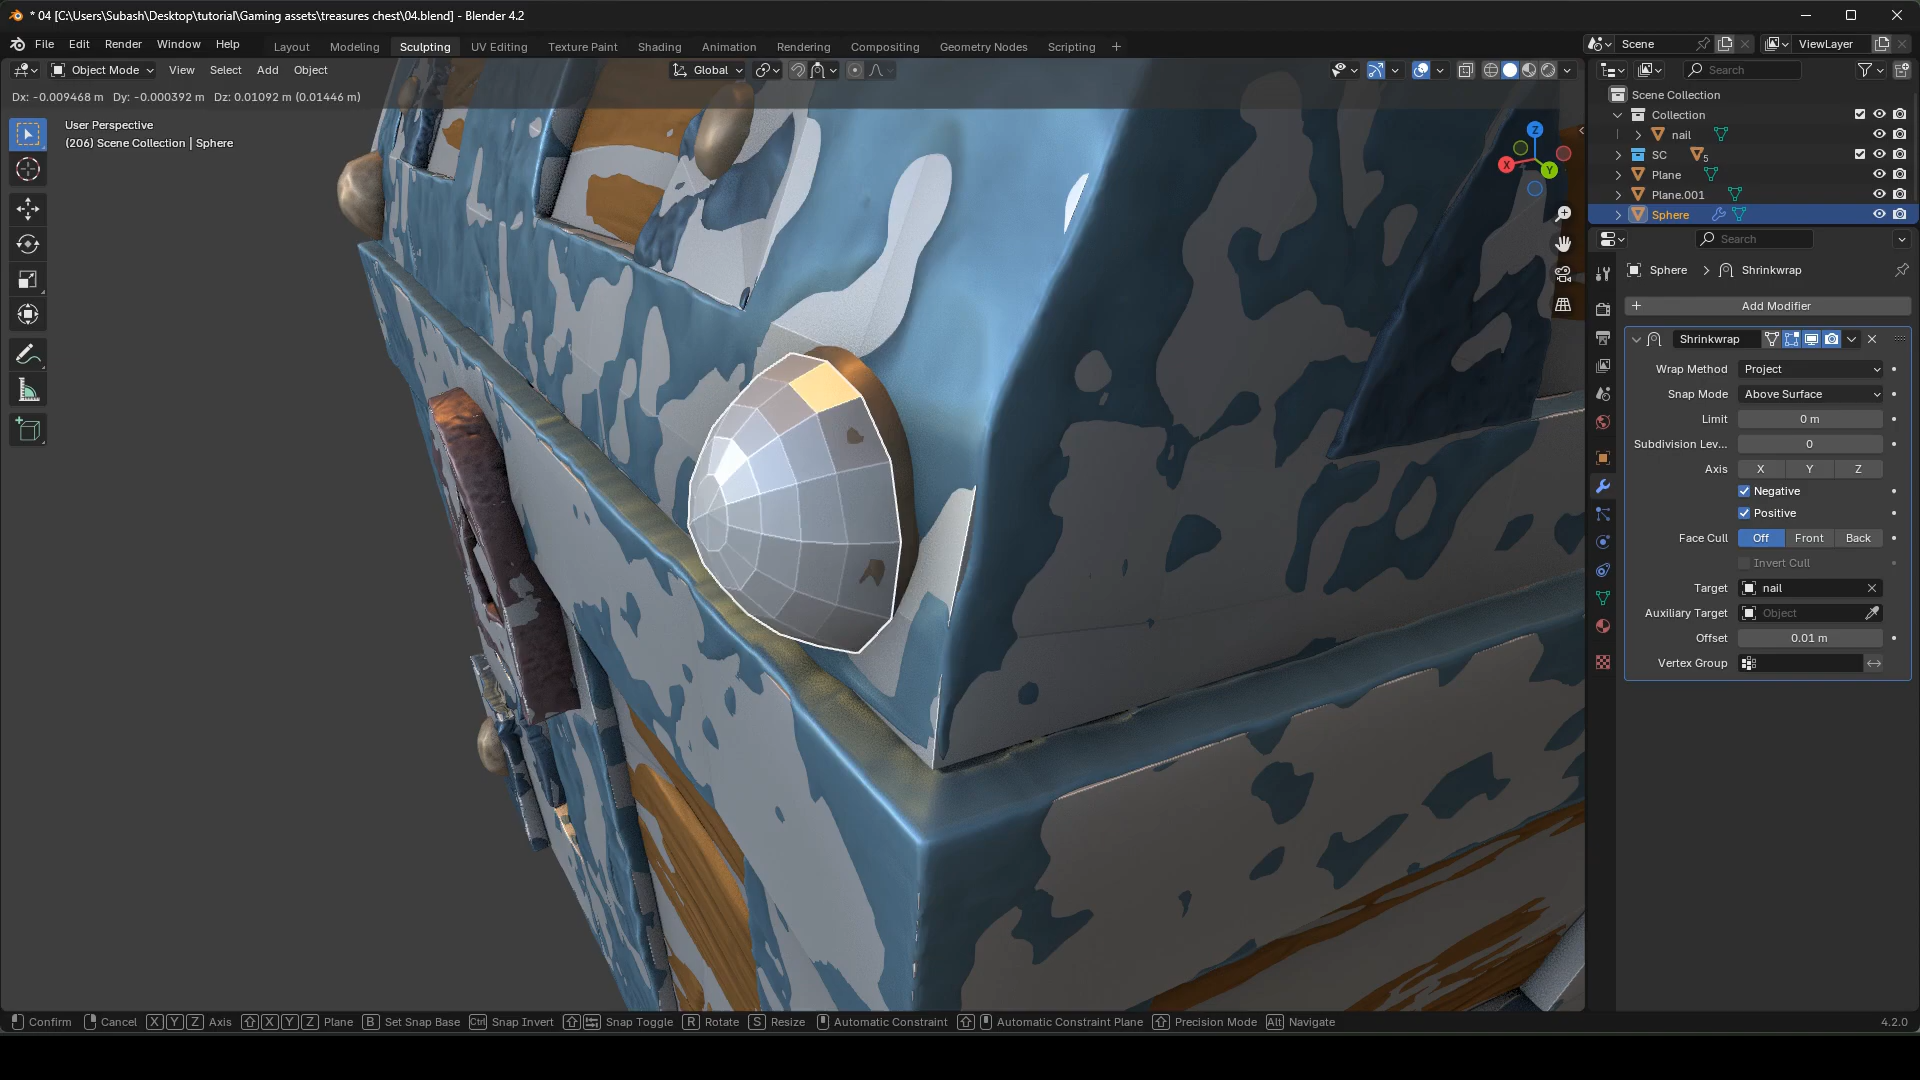 * 04 [C:\Users\Subash\Desktop\tutorial\Gaming assets\treasures chest\04.blend] - Blender 4.2
File Edit Render Window Help Layout Modeling Sculpting UV Editing Texture Paint Shading Animation Rendering Compositing Geometry Nodes Scripting + Scene ViewLayer
Object Mode View Select Add Object Global Search
Dx: -0.009468 m Dy: -0.000392 m Dz: 0.01092 m (0.01446 m)
User Perspective
(206) Scene Collection | Sphere
Z
X
Y
Scene Collection
Collection
nail
SC 5
Plane
Plane.001
Sphere
Search
Sphere > Shrinkwrap
+ Add Modifier
Shrinkwrap
Wrap Method Project
Snap Mode Above Surface
Limit 0 m
Subdivision Lev... 0
Axis X Y Z
Negative
Positive
Face Cull Off Front Back
Invert Cull
Target nail
Auxiliary Target Object
Offset 0.01 m
Vertex Group
Confirm Cancel X Y Z Axis X Y Z Plane B Set Snap Base Ctrl Snap Invert Snap Toggle R Rotate S Resize Automatic Constraint Automatic Constraint Plane Precision Mode Alt Navigate 4.2.0